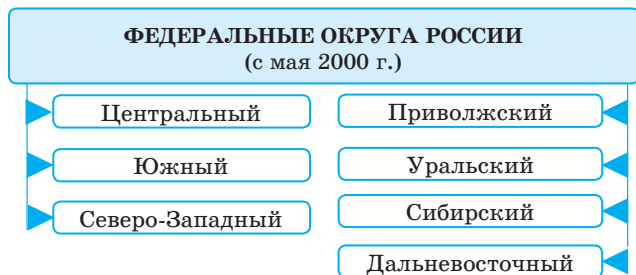 ФЕДЕРАЛЬНЫЕ ОКРУГА РОССИИ
(с мая 2000 г.)
Центральный
Южный
Северо-Западный
Приволжский
Уральский
Сибирский
Дальневосточный